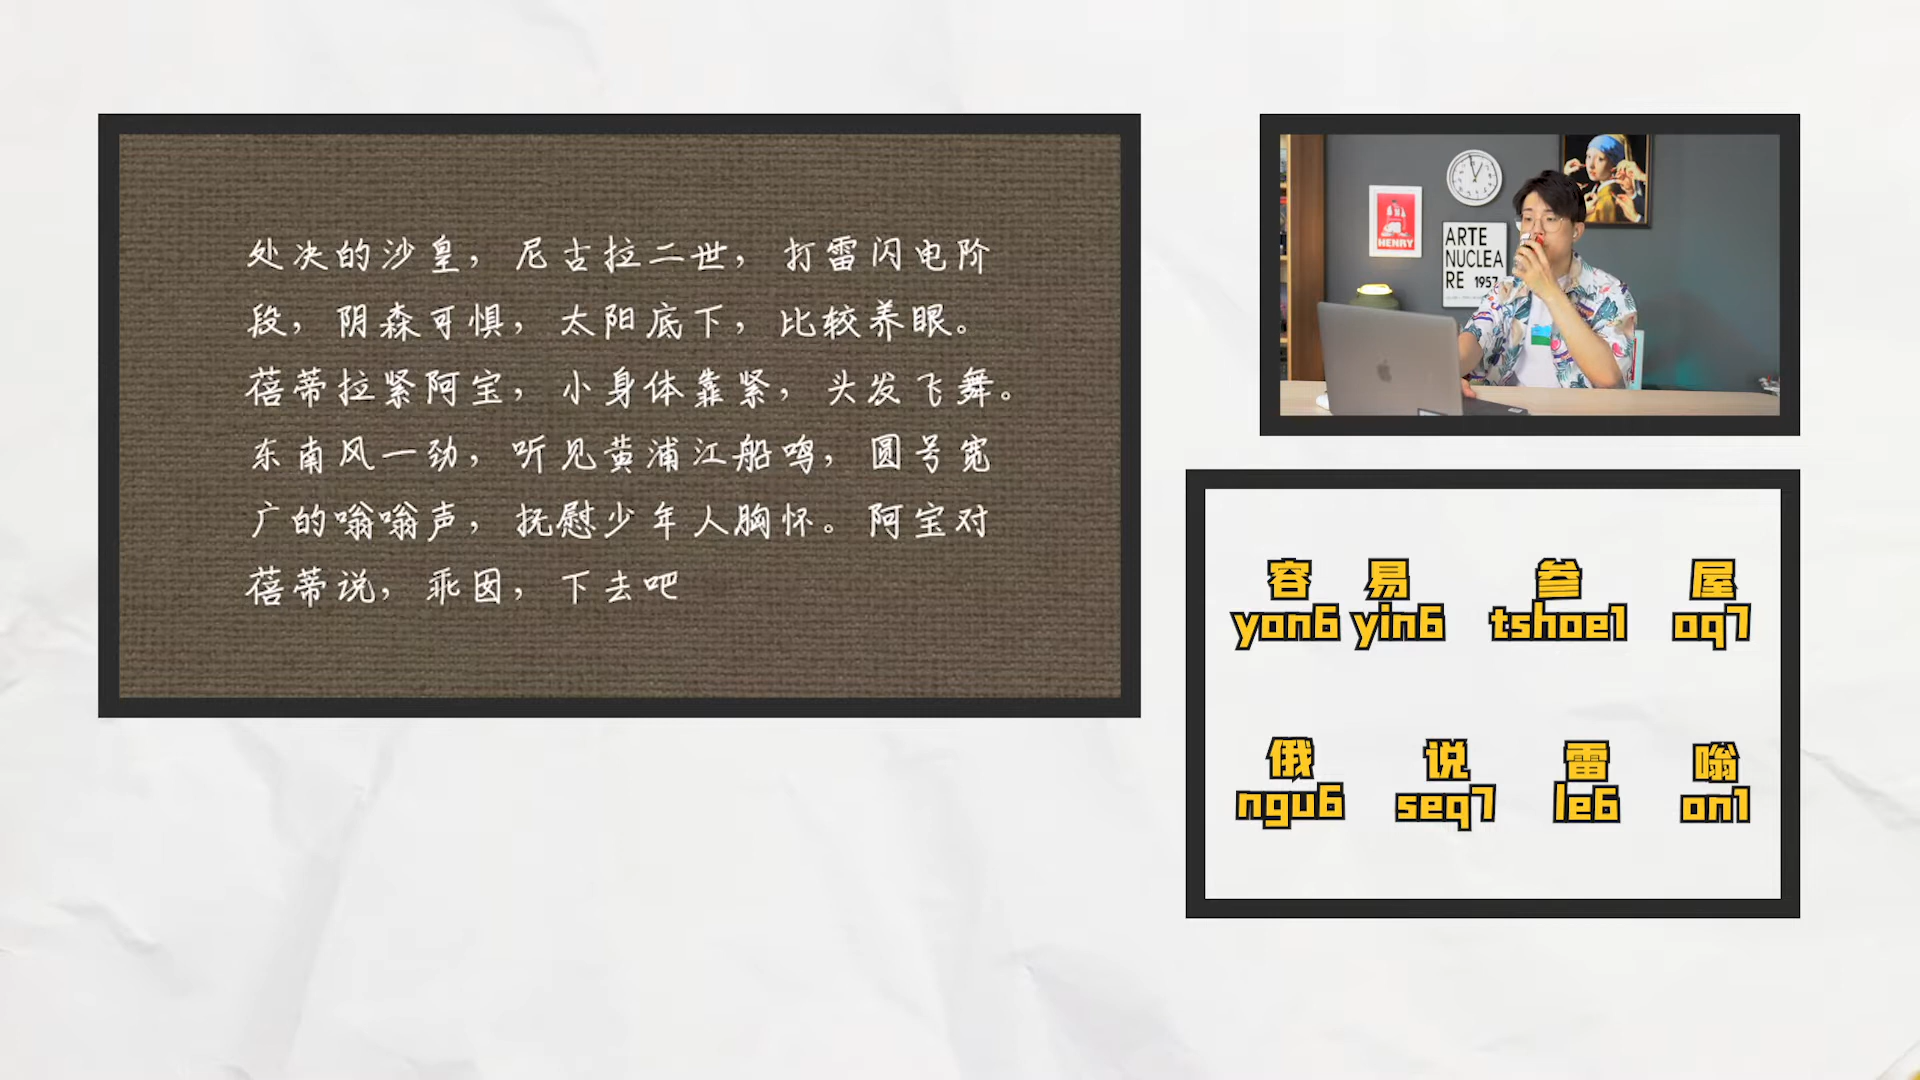 处决的沙皇，尼古拉二世，打雷闪电阶
段，阴森可惧，太阳底下，比较养眼。
蓓蒂拉紧阿宝，小身体靠紧，头发飞舞。
东南风一劲，听见黄浦江船鸣，圆号宽
广的嗡嗡声，抚慰少年人胸怀。阿宝对
蓓蒂说，乖囡，下去吧
HENRY
ARTE
NUCLEA
RE 1957
容 易 参 屋
yon6 yin6 tshoe1 oq7
俄 说 雷 嗡
ngu6 seq7 le6 on1